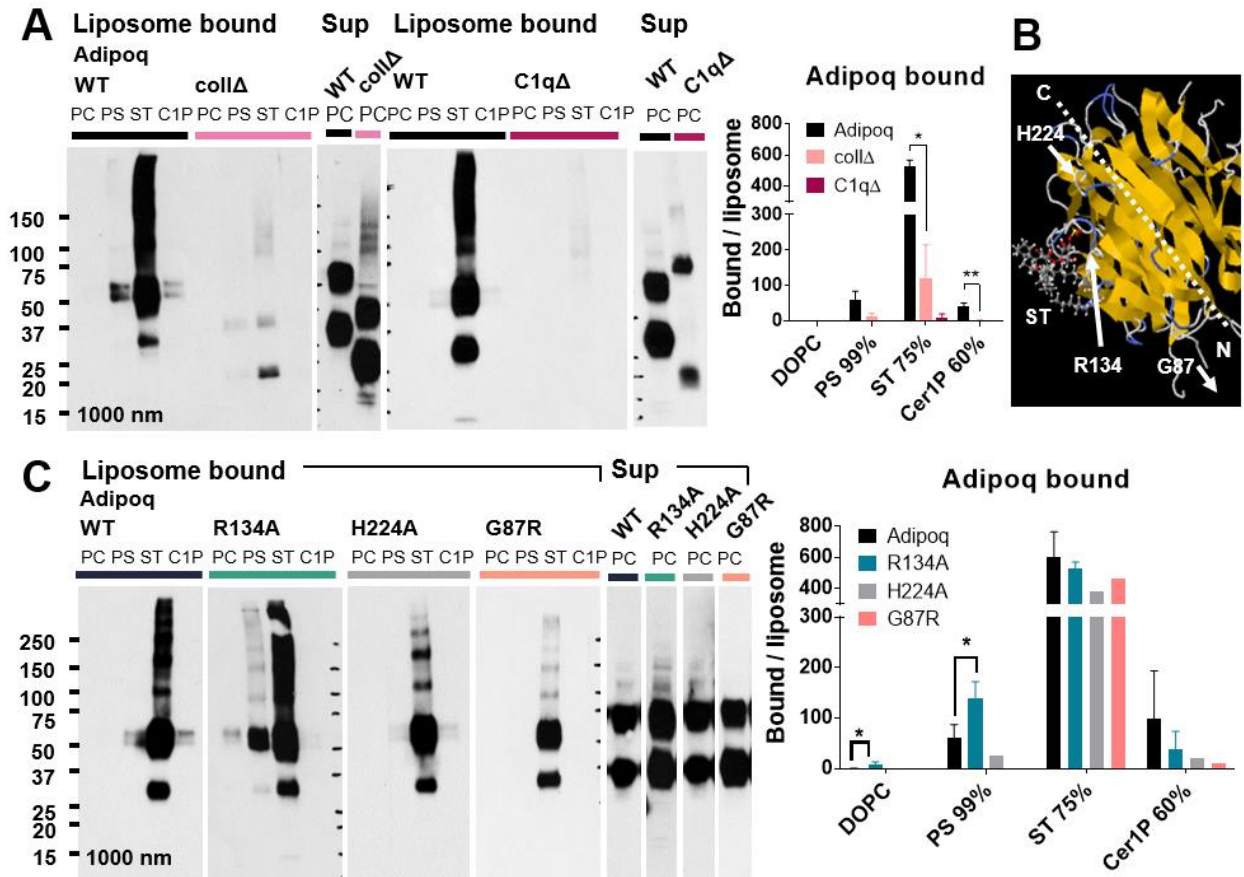 A
Liposome bound
Sup
Liposome bound
Sup
Adipoq
WT
collΔ
WT
collΔ
WT
C1qΔ
WT
C1qΔ
PC PS ST C1P
PC PS ST C1P
PC
PC
PC PS ST C1P
PC PS ST C1P
PC
PC
150
100
75
50
37
25
20
15
1000 nm
Adipoq bound
Bound / liposome
800
600
400
300
200
100
0
Adipoq
collΔ
C1qΔ
*
**
DOPC
PS 99%
ST 75%
Cer1P 60%
B
C
H224
ST
R134
G87
N
C
Liposome bound
Sup
Adipoq
WT
R134A
H224A
G87R
WT
R134A
H224A
G87R
PC PS ST C1P
PC PS ST C1P
PC PS ST C1P
PC PS ST C1P
PC
PC
PC
PC
250
150
100
75
50
37
25
20
15
1000 nm
Adipoq bound
Bound / liposome
800
600
400
300
200
100
0
Adipoq
R134A
H224A
G87R
*
*
DOPC
PS 99%
ST 75%
Cer1P 60%